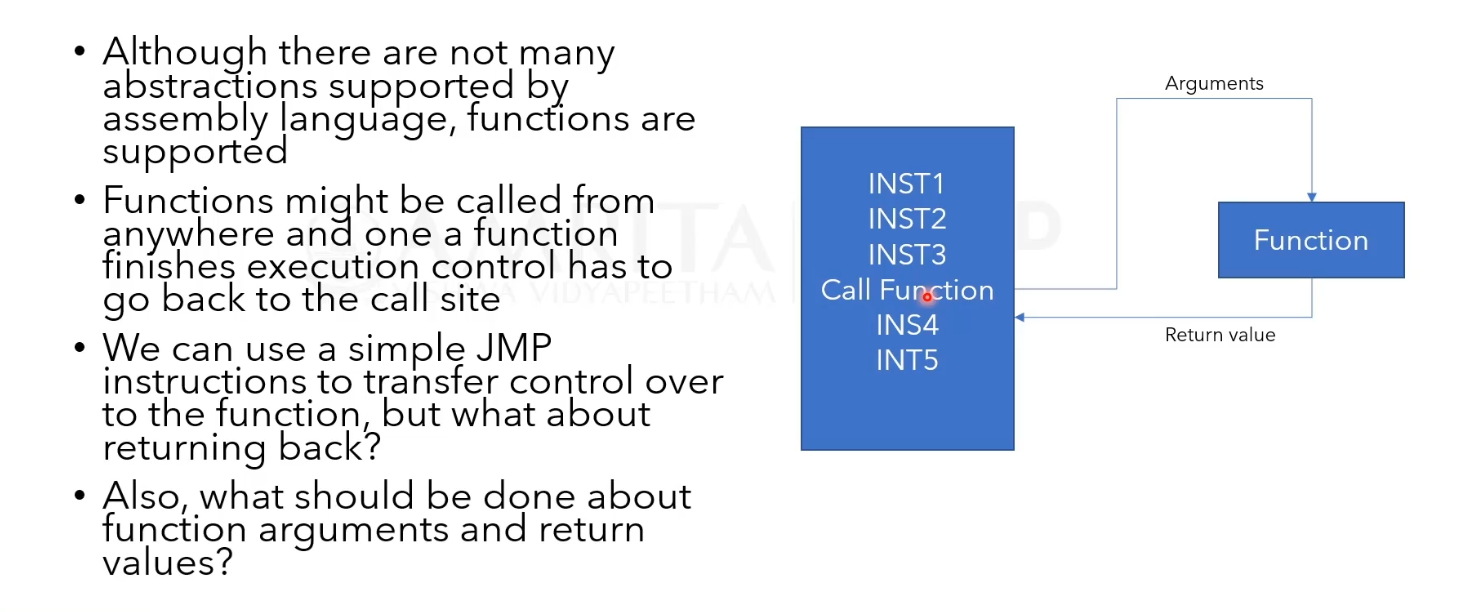 • Although there are not many
abstractions supported by
assembly language, functions are
supported
• Functions might be called from
anywhere and one a function
finishes execution control has to
go back to the call site
• We can use a simple JMP
instructions to transfer control over
to the function, but what about
returning back?
• Also, what should be done about
function arguments and return
values?
Arguments
INST1
INST2
INST3
Call Function
INS4
INT5
Function
Return value
VIDYAPEETHAM